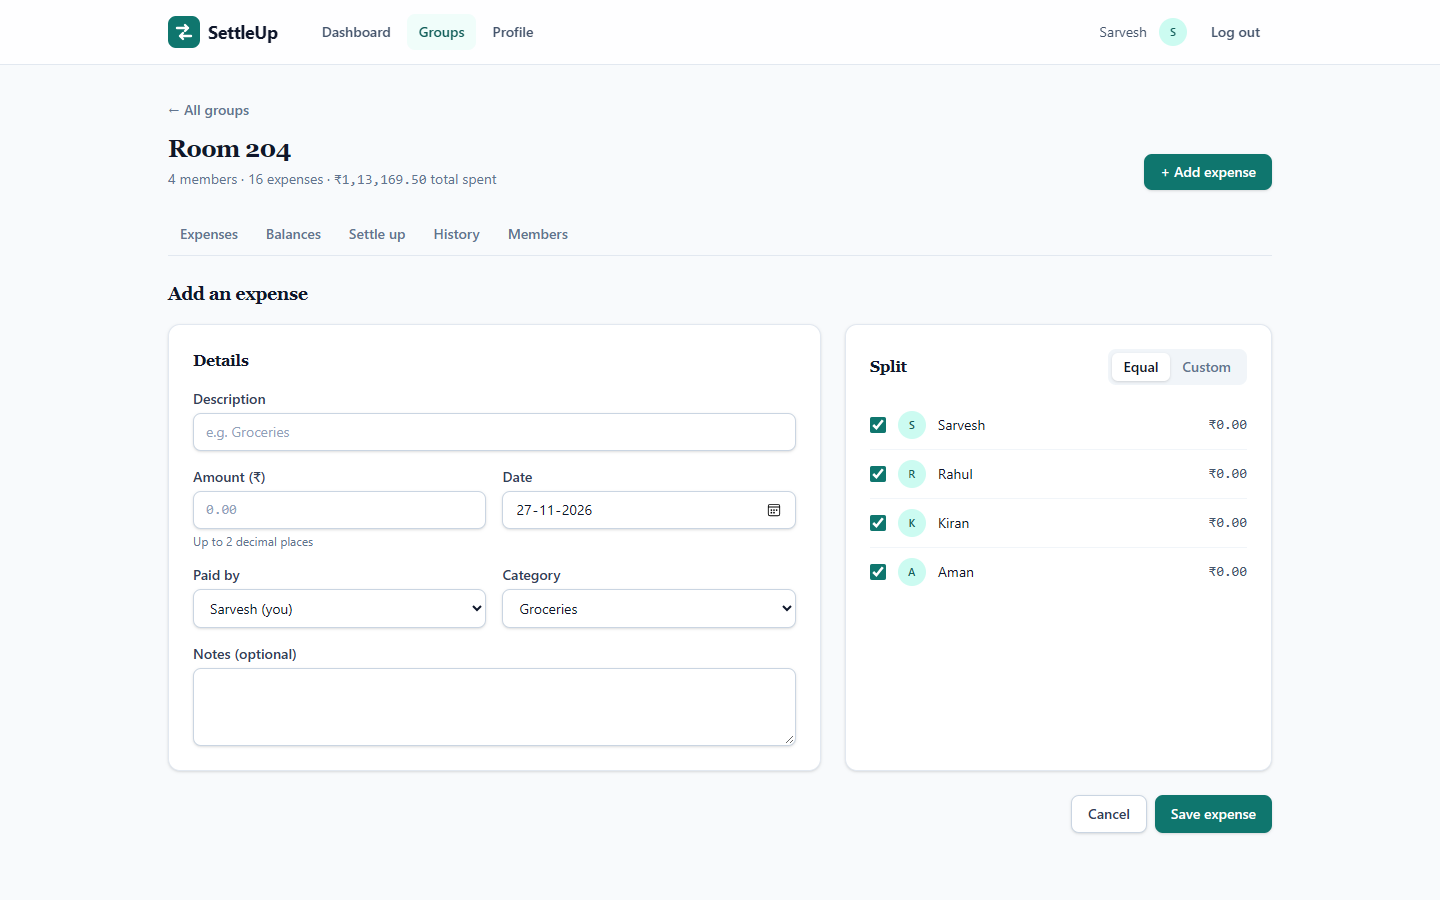 SettleUp Dashboard Groups Profile Sarvesh S Log out
← All groups
Room 204
4 members · 16 expenses · ₹1,13,169.50 total spent
+ Add expense
Expenses Balances Settle up History Members
Add an expense
Details
Description
e.g. Groceries
Amount (₹) Date
0.00 27-11-2026
Up to 2 decimal places
Paid by Category
Sarvesh (you) Groceries
Notes (optional)
Split Equal Custom
S Sarvesh ₹0.00
R Rahul ₹0.00
K Kiran ₹0.00
A Aman ₹0.00
Cancel Save expense